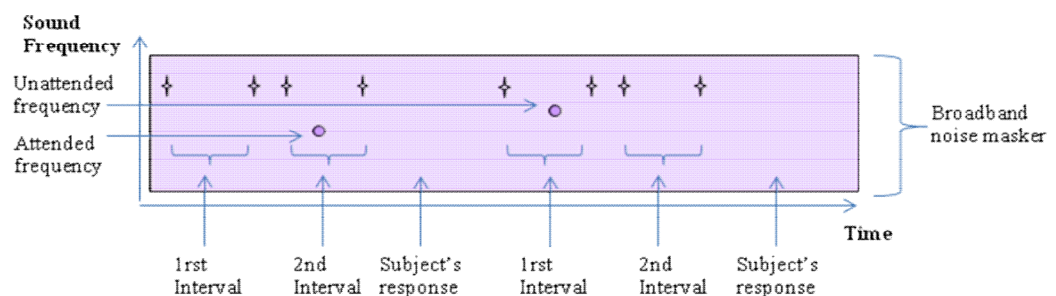 Sound
Frequency
Unattended
frequency
Attended
frequency
Broadband
noise masker
Time
1rst
Interval
2nd
Interval
Subject's
response
1rst
Interval
2nd
Interval
Subject's
response